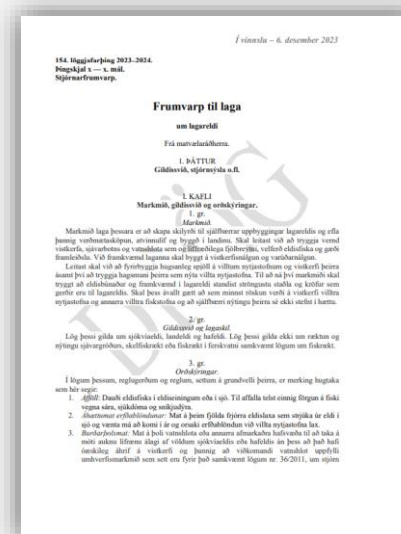 Í vinnslu – 6. desember 2023
154. löggjafarþing 2023–2024.
Þingskjal x — x. mál.
Stjórnarfrumvarp.
Frumvarp til laga
um lagareldi
Frá matvælaráðherra.
I. ÞÁTTUR
Gildissvið, stjórnsýsla o.fl.
I. KAFLI
Markmið, gildissvið og orðskýringar.
1. gr.
Markmið.
Markmið laga þessara er að skapa skilyrði til sjálfbærrar uppbyggingar lagareldis og efla
þannig verðmætasköpun, atvinnulíf og byggð í landinu. Skal leitast við að tryggja vernd
vistkerfa, sjávarbotns og vatnshlota sem og líffræðilega fjölbreytni, velferð eldisfiska og gæði
framleiðslu. Við framkvæmd laganna skal byggt á vistkerfisnálgun og varúðarnálgun.
Leitast skal við að fyrirbyggja hugsanleg spjöll á villtum nytjastofnum og vistkerfi þeirra
ásamt því að tryggja hagsmuni þeirra sem nýta villta nytjastofna. Til að ná því markmiði skal
tryggt að eldisbúnaður og framkvæmd í lagareldi standist ströngustu staðla og kröfur sem
gerðar eru til lagareldis. Skal þess ávallt gætt að sem minnst röskun verði á vistkerfi villtra
nytjastofna og annarra villtra fiskstofna og að sjálfbærri nýtingu þeirra sé ekki stefnt í hættu.
2. gr.
Gildissvið og lagaskil.
Lög þessi gilda um sjókvíaeldi, landeldi og hafeldi. Lög þessi gilda ekki um ræktun og
nýtingu sjávargróðurs, skelfiskrækt eða fiskrækt í ferskvatni samkvæmt lögum um fiskrækt.
3. gr.
Orðskýringar.
Í lögum þessum, reglugerðum og reglum, settum á grundvelli þeirra, er merking hugtaka
sem hér segir:
1. Afföll: Dauði eldisfisks í eldiseiningum eða í sjó. Til affalla telst einnig förgun á fiski
vegna sára, sjúkdóma og sníkjudýra.
2. Áhættumat erfðablöndunar: Mat á þeim fjölda frjórra eldislaxa sem strjúka úr eldi í
sjó og vænta má að komi í ár og orsaki erfðablöndun við villta nytjastofna lax.
3. Burðarþolsmat: Mat á þoli vatnshlota eða annarra afmarkaðra hafsvæða til að taka á
móti auknu lífrænu álagi af völdum sjókvíaeldis eða hafeldis án þess að það hafi
óæskileg áhrif á vistkerfi og þannig að viðkomandi vatnshlot uppfylli
umhverfismarkmið sem sett eru fyrir það samkvæmt lögum nr. 36/2011, um stjórn
DRÖG